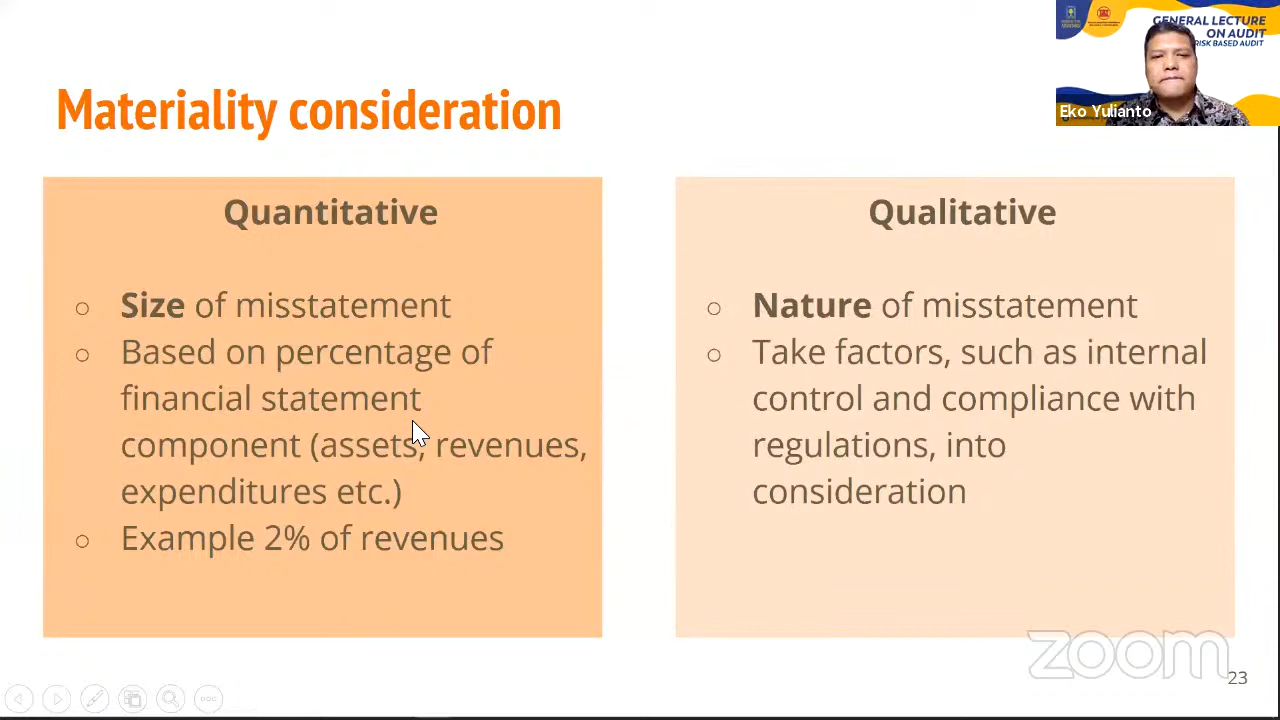 GENERAL LECTURE
ON AUDIT
RISK BASED AUDIT
Eko Yulianto
Materiality consideration
Quantitative
○ Size of misstatement
○ Based on percentage of
financial statement
component (assets, revenues,
expenditures etc.)
○ Example 2% of revenues
Qualitative
○ Nature of misstatement
○ Take factors, such as internal
control and compliance with
regulations, into
consideration
zoom
23